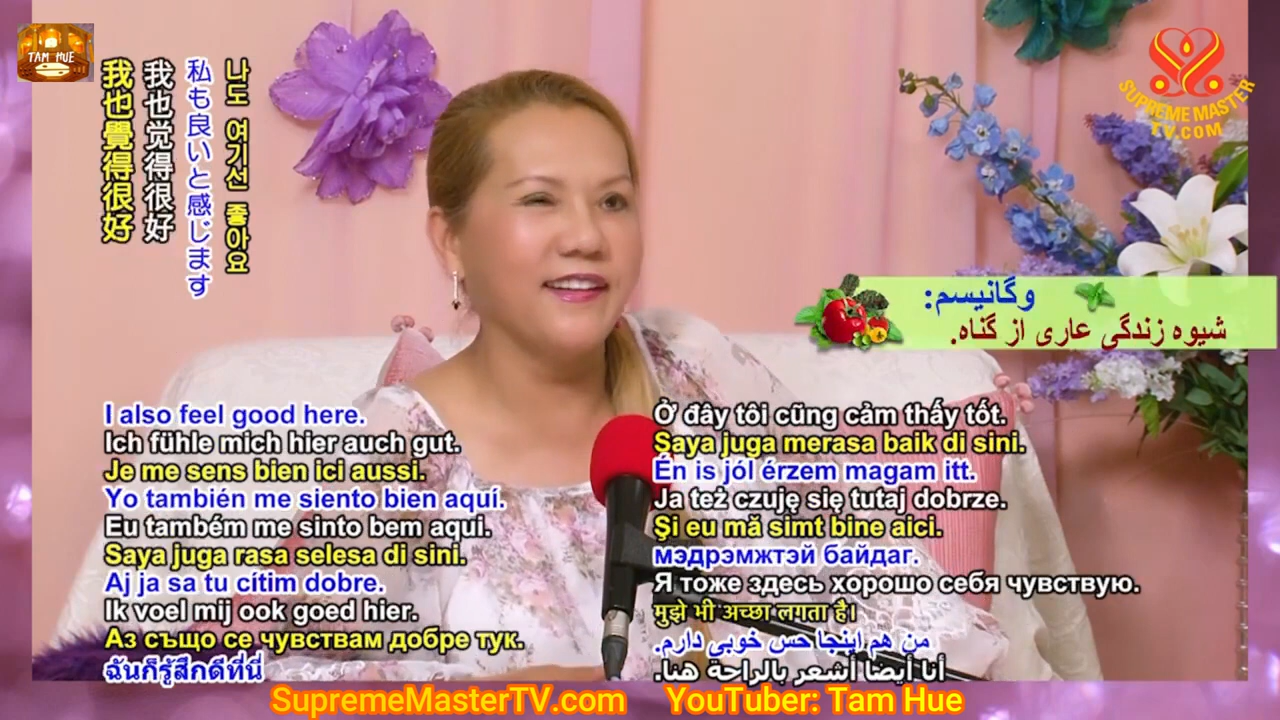 TAM HUE
我也覺得很好
我也觉得很好
私も良いと感じます
나도 여기선 좋아요
SUPREME MASTER
TV.COM
وگانیسم:
شیوه زندگی عاری از گناه.
I also feel good here.
Ich fühle mich hier auch gut.
Je me sens bien ici aussi.
Yo también me siento bien aquí.
Eu também me sinto bem aqui.
Saya juga rasa selesa di sini.
Aj ja sa tu cítim dobre.
Ik voel mij ook goed hier.
Аз също се чувствам добре тук.
ฉันก็รู้สึกดีที่นี่
Ở đây tôi cũng cảm thấy tốt.
Saya juga merasa baik di sini.
Én is jól érzem magam itt.
Ja też czuję się tutaj dobrze.
Şi eu mă simt bine aici.
мэдрэмжтэй байдаг.
Я тоже здесь хорошо себя чувствую.
मुझे भी अच्छा लगता है।
من هم اینجا حس خوبی دارم.
أنا أيضا أشعر بالراحة هنا.
SupremeMasterTV.com YouTuber: Tam Hue